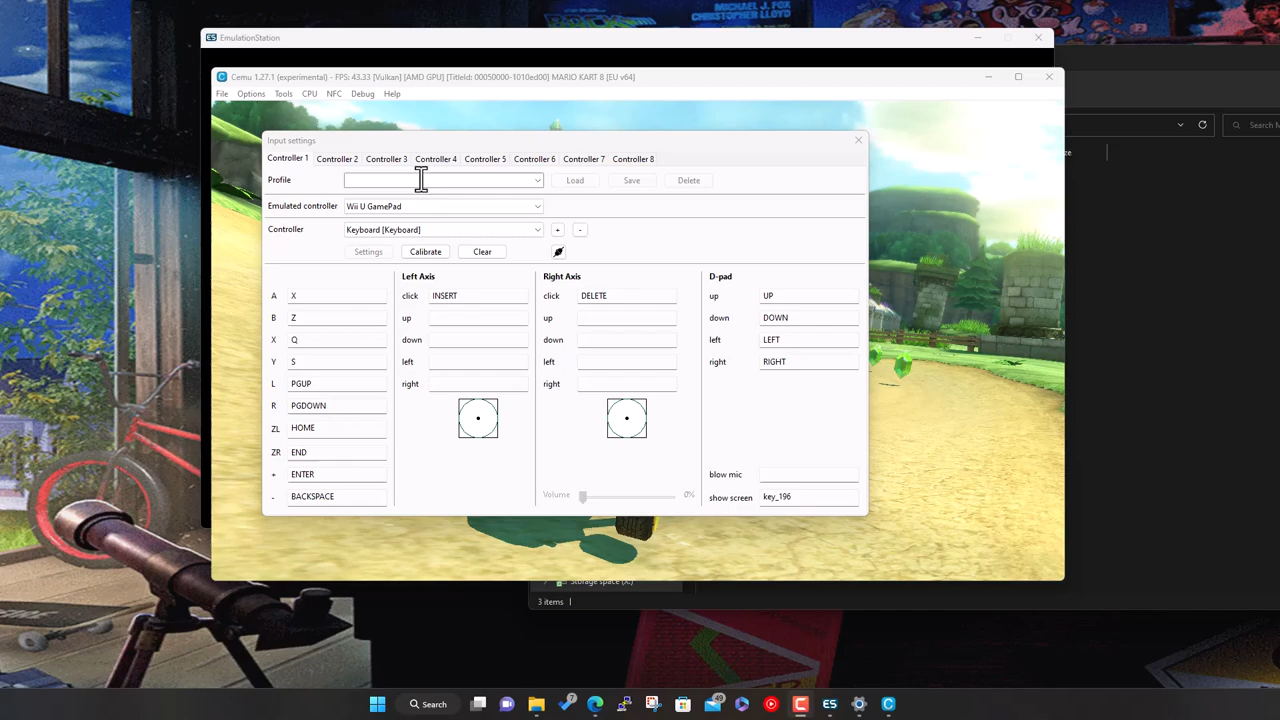 MICHAEL J. FOX
CHRISTOPHER LLOYD
ES EmulationStation
Cemu 1.27.1 (experimental) - FPS: 43.33 [Vulkan] [AMD GPU] [TitleId: 00050000-1010ed00] MARIO KART 8 [EU v64]
File Options Tools CPU NFC Debug Help
Search M
ze
Input settings
Controller 1 Controller 2 Controller 3 Controller 4 Controller 5 Controller 6 Controller 7 Controller 8
Profile Load Save Delete
Emulated controller Wii U GamePad
Controller Keyboard [Keyboard] + -
Settings Calibrate Clear
Left Axis Right Axis D-pad
A X click INSERT click DELETE up UP
B Z up up down DOWN
X Q down down left LEFT
Y S left left right RIGHT
L PGUP right right
R PGDOWN
ZL HOME
ZR END
+ ENTER blow mic
- BACKSPACE Volume 0% show screen key_196
Storage space (X:)
3 items
Search 7 49 ES